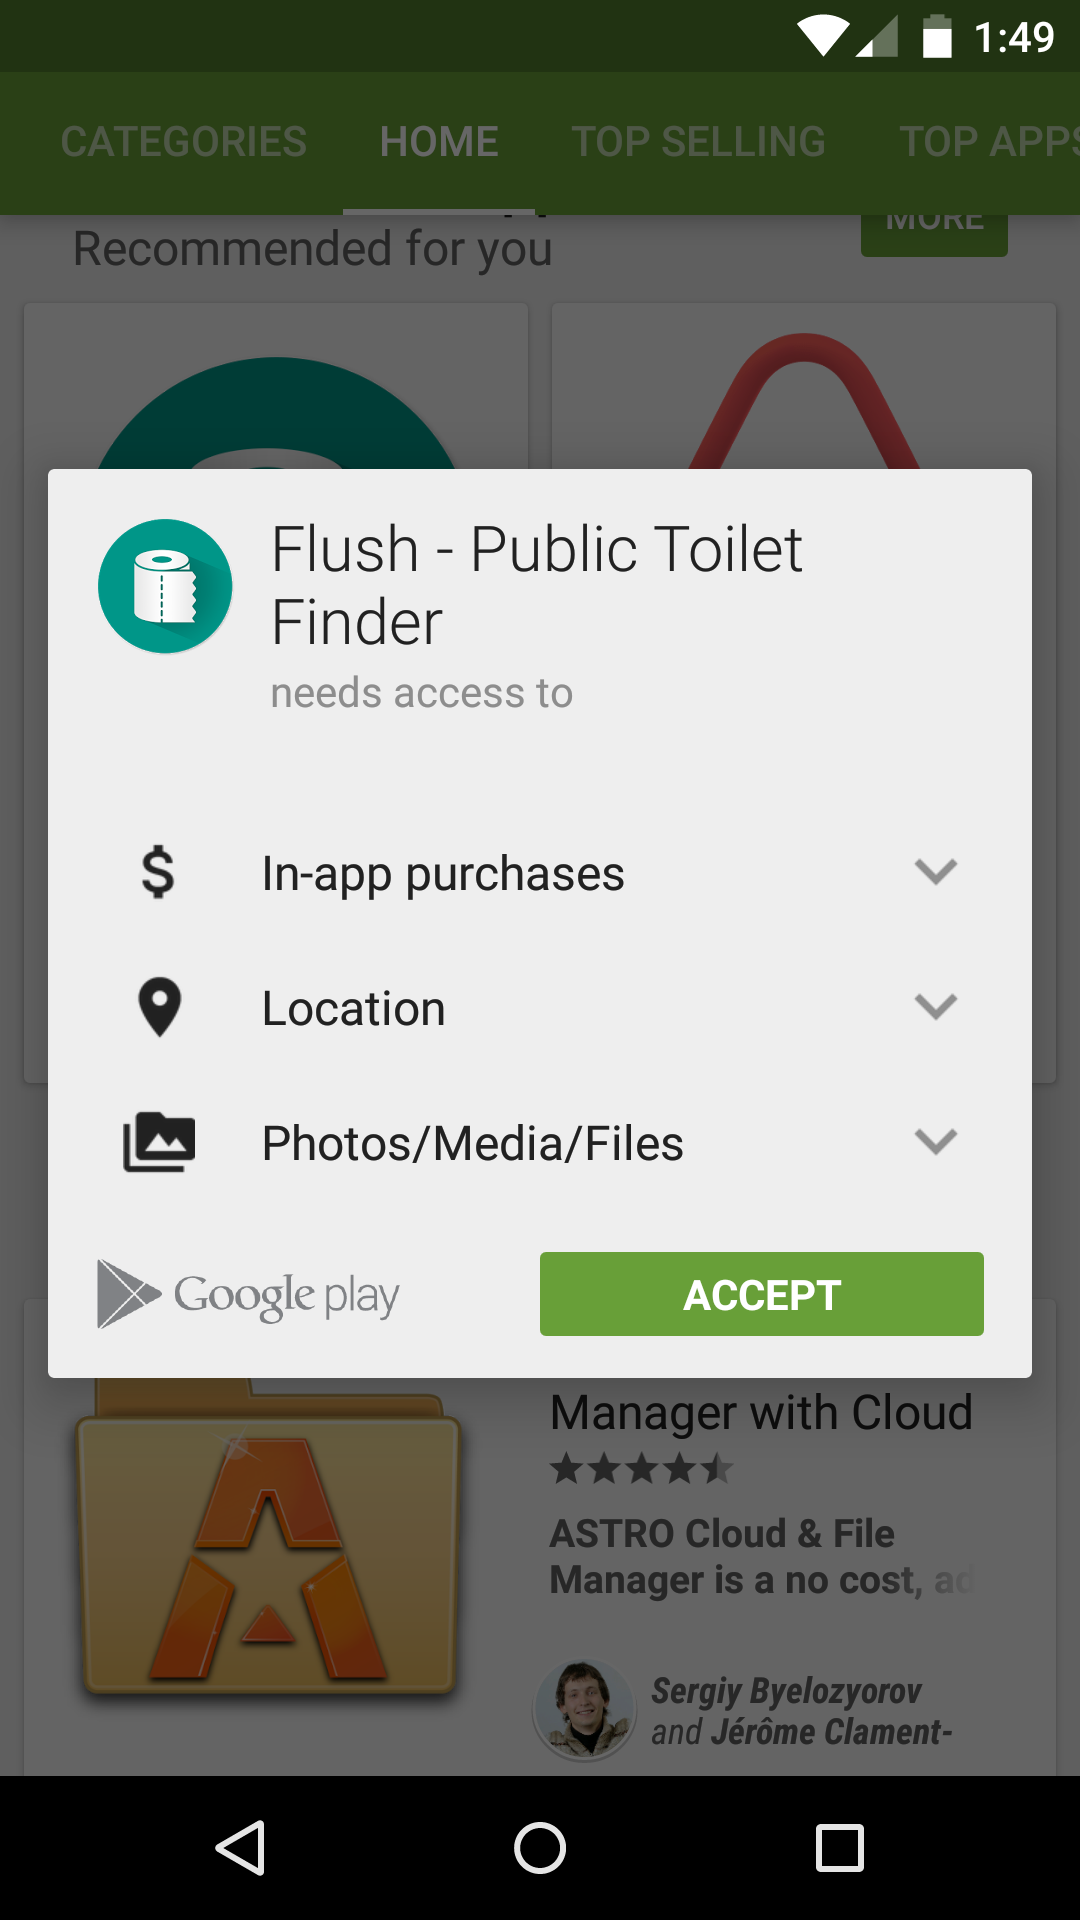 1:49
CATEGORIES HOME TOP SELLING TOP APPS
Recommended for you
MORE
Flush - Public Toilet
Finder
needs access to
In-app purchases
Location
Photos/Media/Files
Google play
ACCEPT
Manager with Cloud
ASTRO Cloud & File
Manager is a no cost, ad
Sergiy Byelozyorov
and Jérôme Clament-